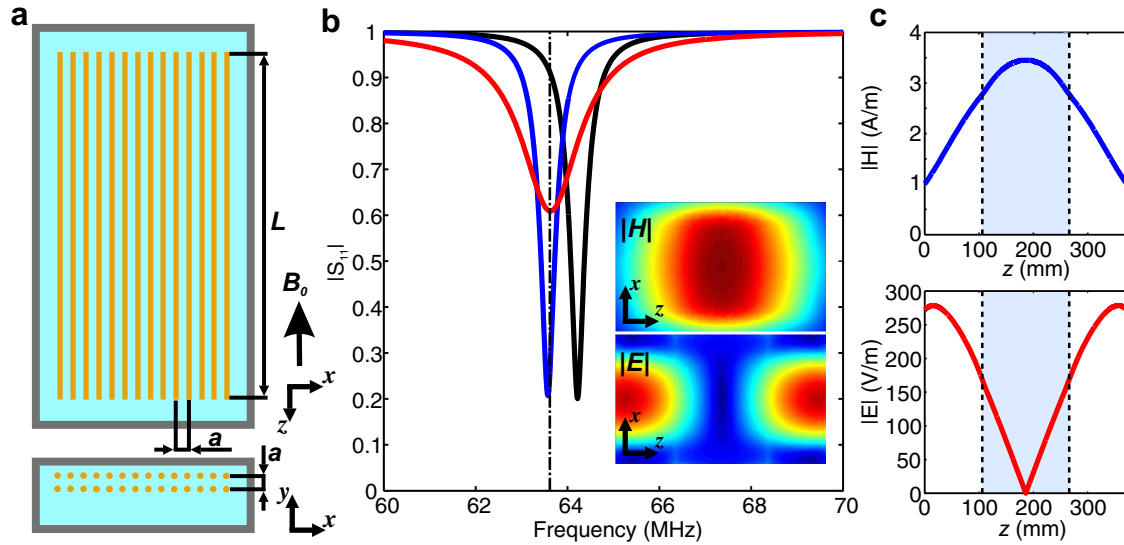 a
L
B0
x
z
a
a
y
x
b
1
0.9
0.8
0.7
0.6
0.5
0.4
0.3
0.2
0.1
0
60 62 64 66 68 70
Frequency (MHz)
|S11|
|H|
x
z
|E|
x
z
c
4
3
2
1
0
|H| (A/m)
0 100 200 300
z (mm)
300
250
200
150
100
50
0
|E| (V/m)
0 100 200 300
z (mm)